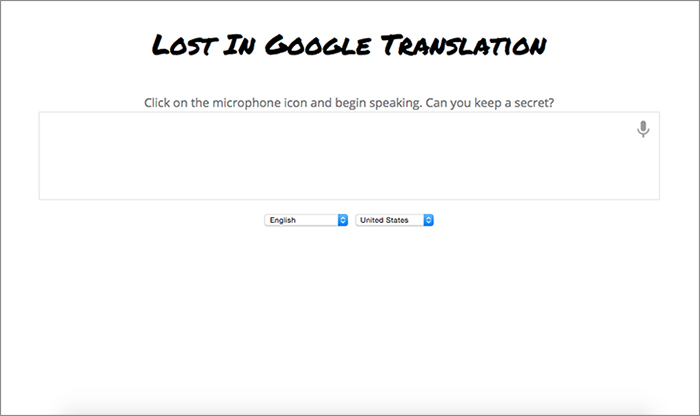 Lost In Google Translation
Click on the microphone icon and begin speaking. Can you keep a secret?
English United States